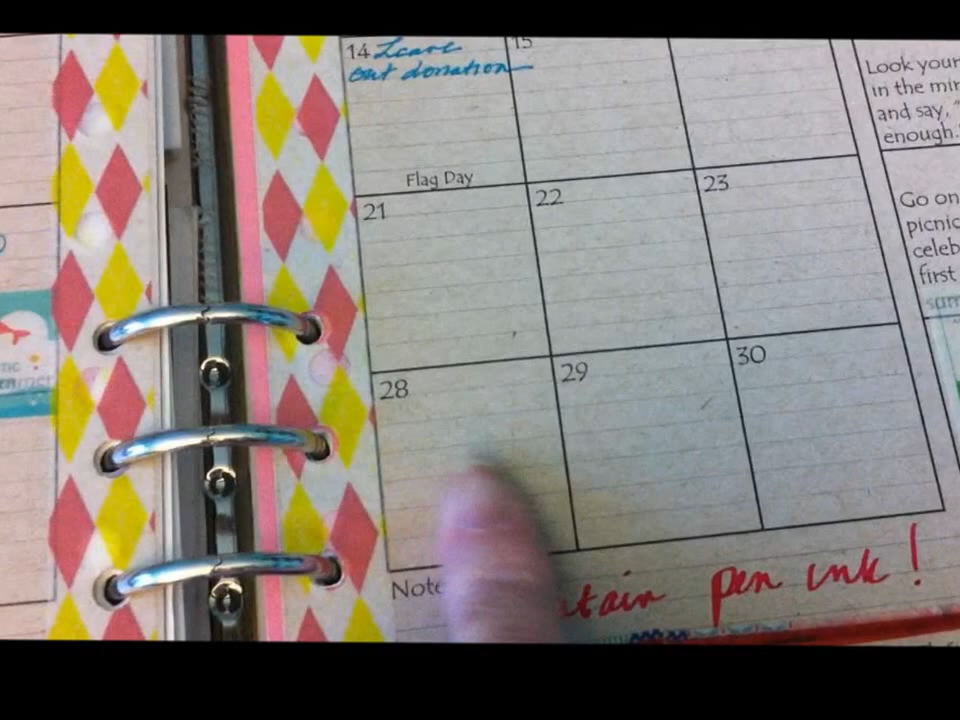 14 Leave
out donation
15
Flag Day
21
22
23
28
29
30
Note
pen ink!
Look your
in the mir
and say, "
enough.
Go on
picnic
celeb
first